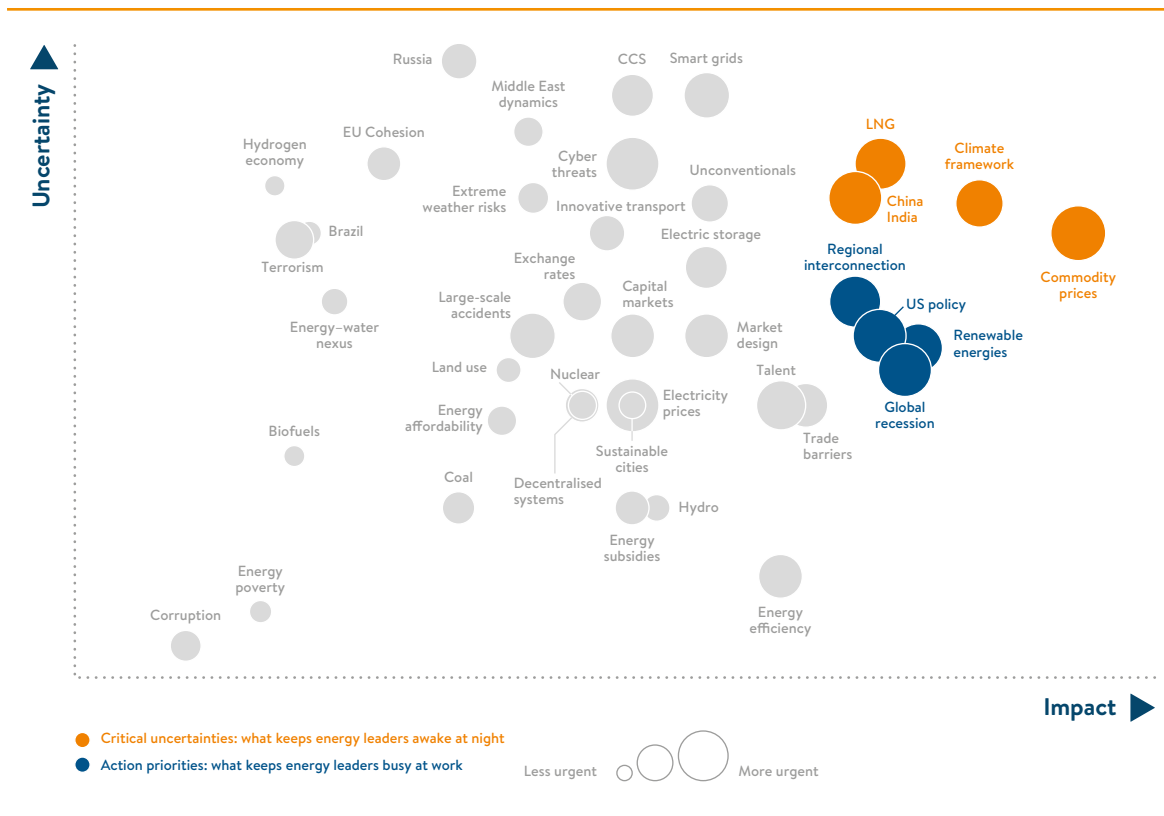 Uncertainty
Russia
CCS
Smart grids
Middle East
dynamics
LNG
EU Cohesion
Hydrogen
economy
Climate
framework
Cyber
threats
Unconventionals
Extreme
weather risks
Innovative transport
China
India
Brazil
Electric storage
Terrorism
Regional
interconnection
Exchange
rates
Commodity
prices
Capital
markets
Large-scale
accidents
US policy
Energy–water
nexus
Market
design
Renewable
energies
Land use
Nuclear
Talent
Electricity
prices
Energy
affordability
Global
recession
Biofuels
Trade
barriers
Sustainable
cities
Coal
Decentralised
systems
Hydro
Energy
subsidies
Energy
poverty
Corruption
Energy
efficiency
Impact
Critical uncertainties: what keeps energy leaders awake at night
Action priorities: what keeps energy leaders busy at work
Less urgent
More urgent